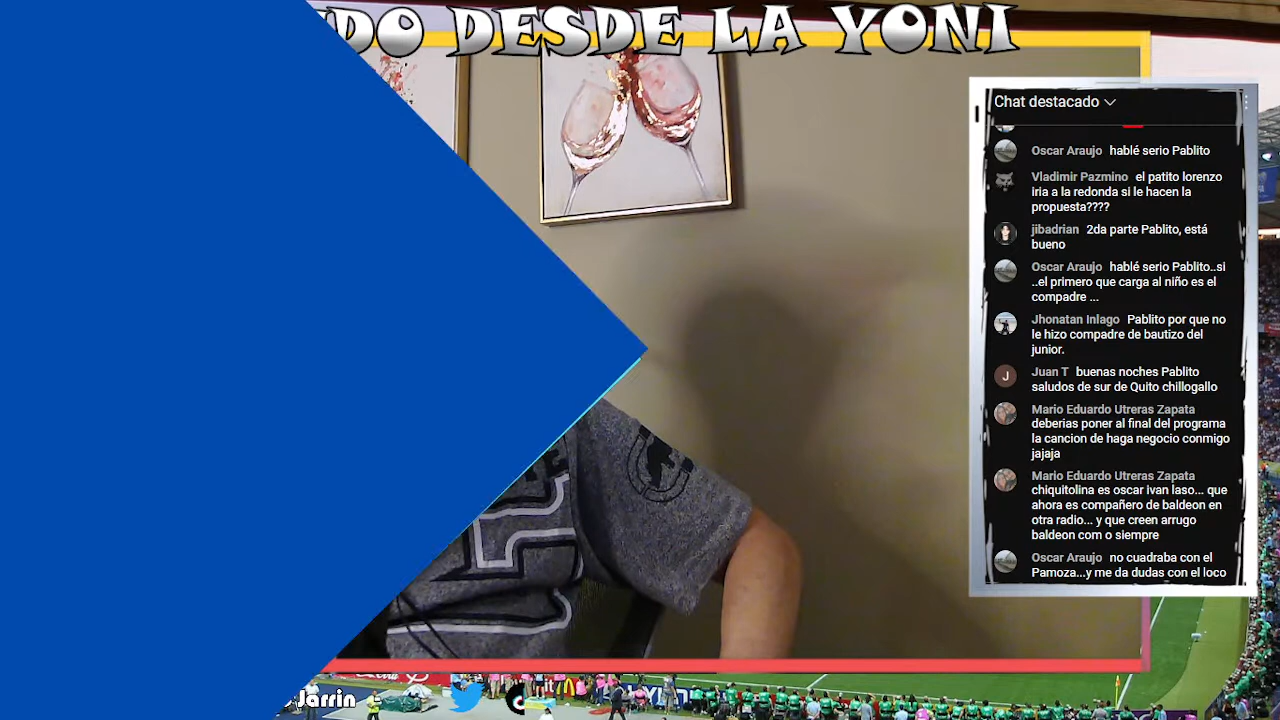 DO DESDE LA YONI
Chat destacado
Oscar Araujo hablé serio Pablito
Vladimir Pazmino el patito lorenzo
iria a la redonda si le hacen la
propuesta????
jibadrian 2da parte Pablito, está
bueno
Oscar Araujo hablé serio Pablito..si
..el primero que carga al niño es el
compadre ...
Jhonatan Inlago Pablito por que no
le hizo compadre de bautizo del
junior.
J Juan T buenas noches Pablito
saludos de sur de Quito chillogallo
Mario Eduardo Utreras Zapata
deberias poner al final del programa
la cancion de haga negocio conmigo
jajaja
Mario Eduardo Utreras Zapata
chiquitolina es oscar ivan laso... que
ahora es compañero de baldeon en
otra radio... y que creen arrugo
baldeon com o siempre
Oscar Araujo no cuadraba con el
Pamoza...y me da dudas con el loco
Jarrin